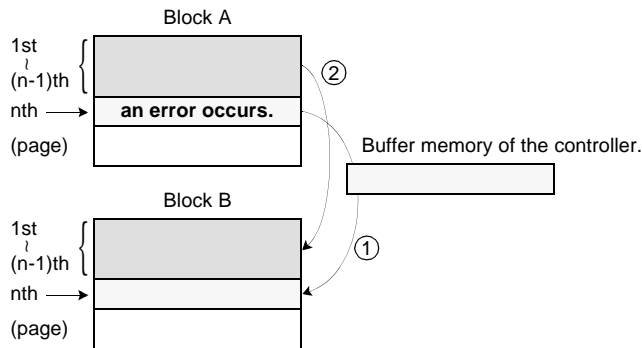 Block A
1st
~
(n-1)th
{
②
nth
an error occurs.
(page)
Buffer memory of the controller.
Block B
1st
~
(n-1)th
{
①
nth
(page)